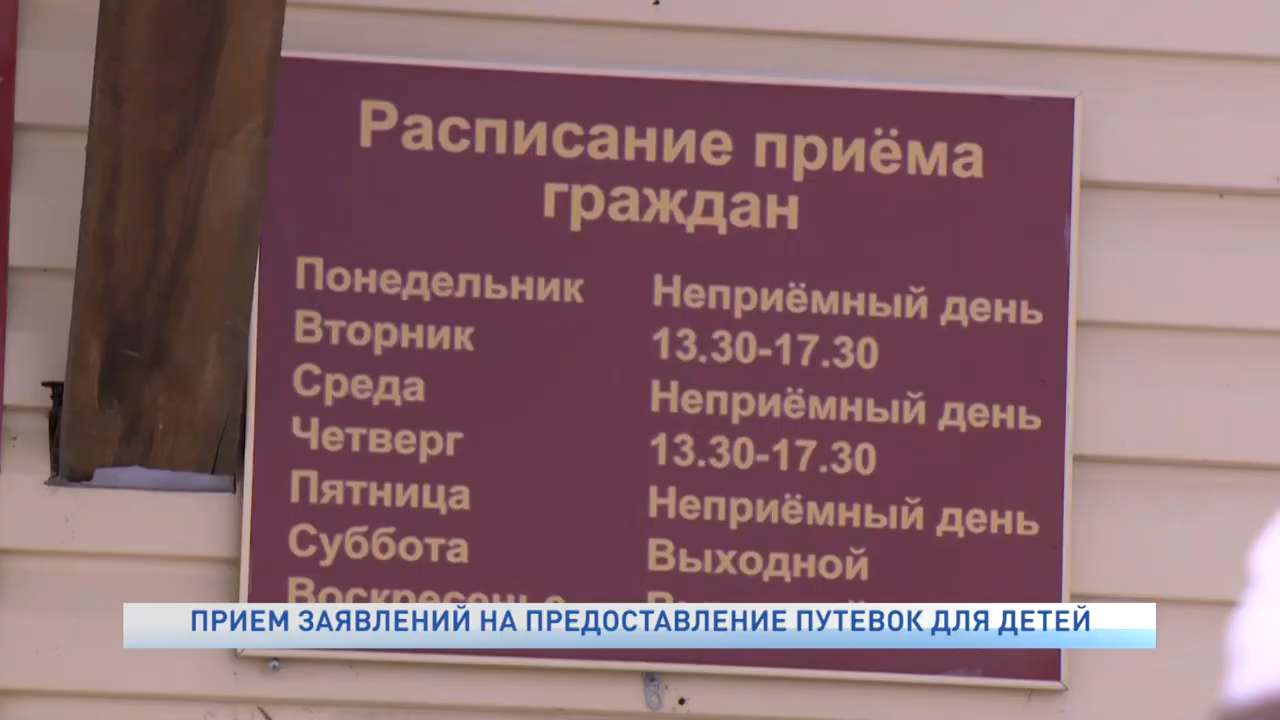 Расписание приёма
граждан
Понедельник Неприёмный день
Вторник 13.30-17.30
Среда Неприёмный день
Четверг 13.30-17.30
Пятница Неприёмный день
Суббота Выходной
Воскресенье
ПРИЕМ ЗАЯВЛЕНИЙ НА ПРЕДОСТАВЛЕНИЕ ПУТЕВОК ДЛЯ ДЕТЕЙ